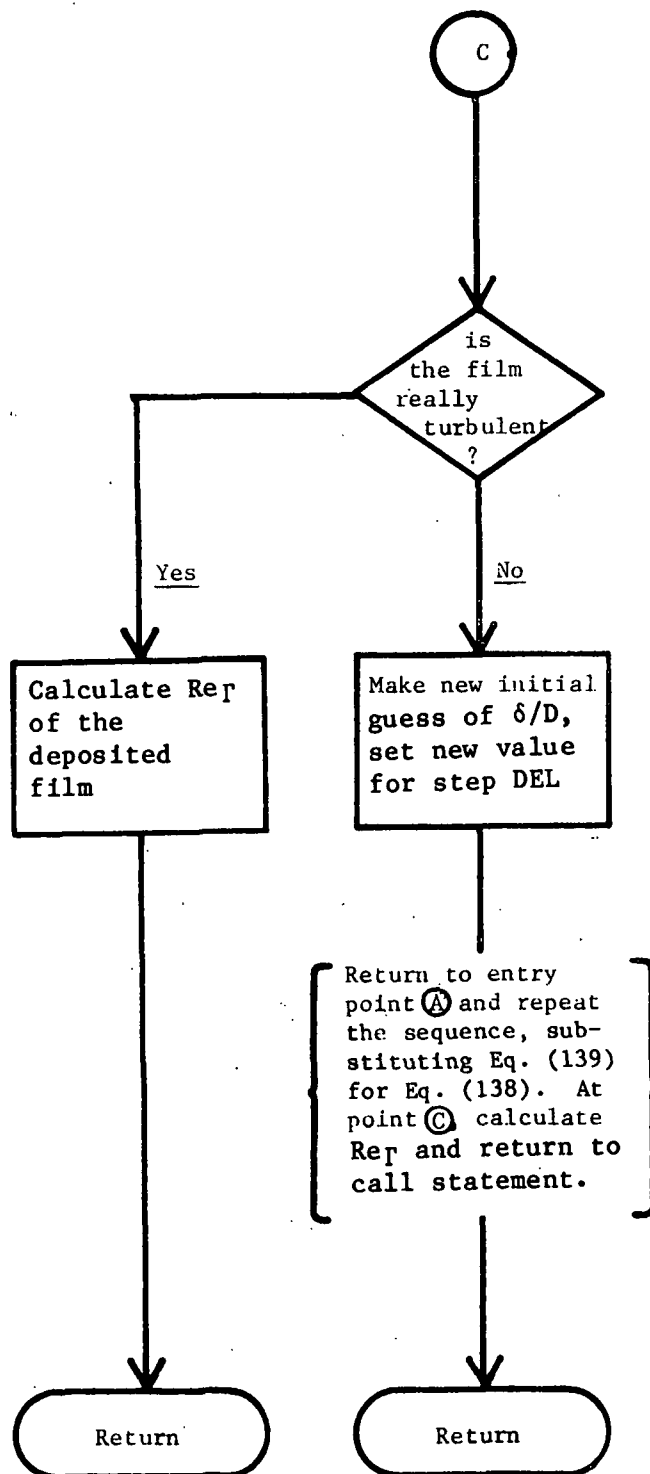 C
is
the film
really
turbulent
?
Yes
No
Calculate Re_Γ
of the
deposited
film
Make new initial
guess of δ/D,
set new value
for step DEL
Return to entry
point Ⓐ and repeat
the sequence, sub-
stituting Eq. (139)
for Eq. (138). At
point Ⓒ, calculate
Re_Γ and return to
call statement.
Return
Return